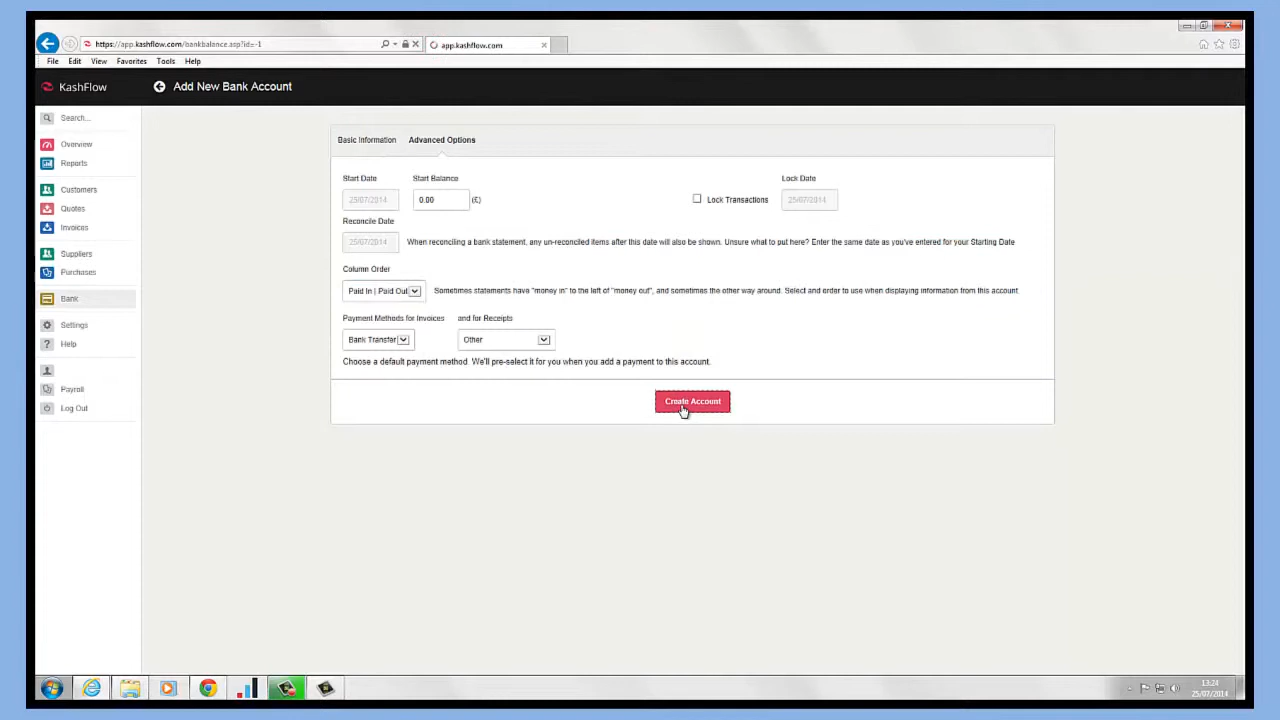 https://app.kashflow.com/bankbalance.asp?id=-1
app.kashflow.com
File Edit View Favorites Tools Help
KashFlow
Add New Bank Account
Search...
Overview
Reports
Customers
Quotes
Invoices
Suppliers
Purchases
Bank
Settings
Help
Payroll
Log Out
Basic Information Advanced Options
Start Date Start Balance Lock Date
25/07/2014 0.00 (£) Lock Transactions 25/07/2014
Reconcile Date
25/07/2014 When reconciling a bank statement, any un-reconciled items after this date will also be shown. Unsure what to put here? Enter the same date as you've entered for your Starting Date
Column Order
Paid In | Paid Out Sometimes statements have "money in" to the left of "money out", and sometimes the other way around. Select and order to use when displaying information from this account.
Payment Methods for Invoices and for Receipts
Bank Transfer Other
Choose a default payment method. We'll pre-select it for you when you add a payment to this account.
Create Account
13:24
25/07/2014